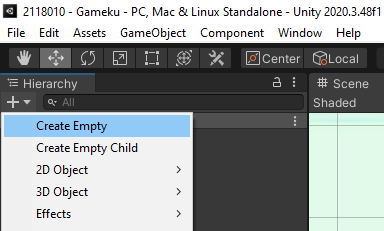 2118010 - Gameku - PC, Mac & Linux Standalone - Unity 2020.3.48f1
File Edit Assets GameObject Component Window Help
Center Local
Hierarchy
Scene
All
Shaded
Create Empty
Create Empty Child
2D Object
3D Object
Effects